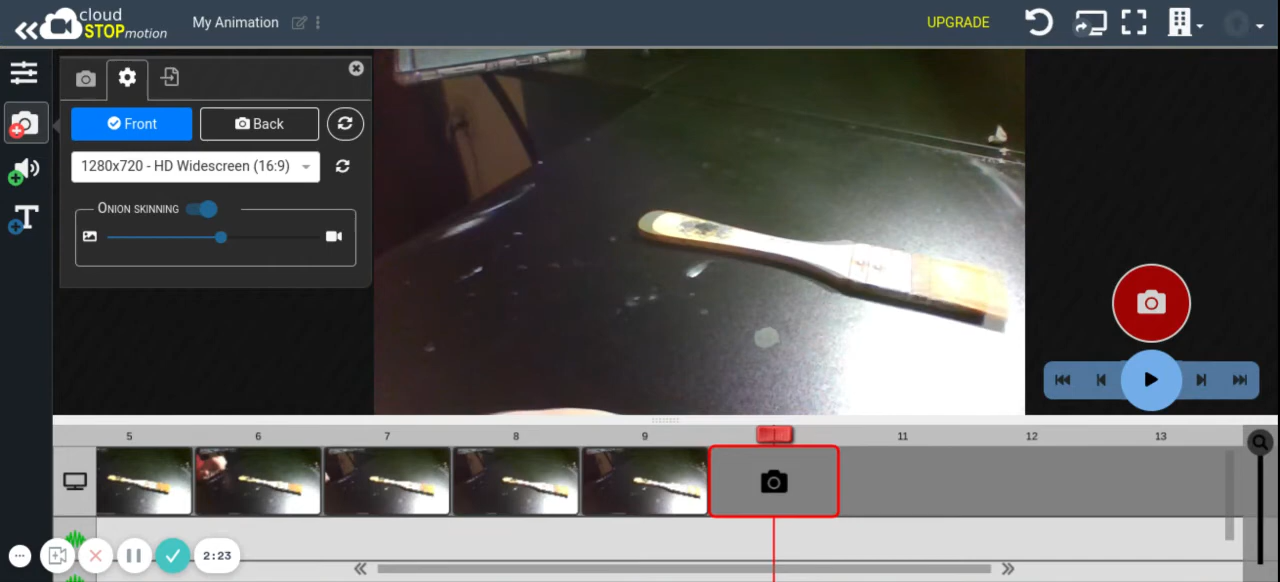 cloud
STOPmotion
My Animation
UPGRADE
Front
Back
1280x720 - HD Widescreen (16:9)
ONION SKINNING
5 6 7 8 9 11 12 13
2:23